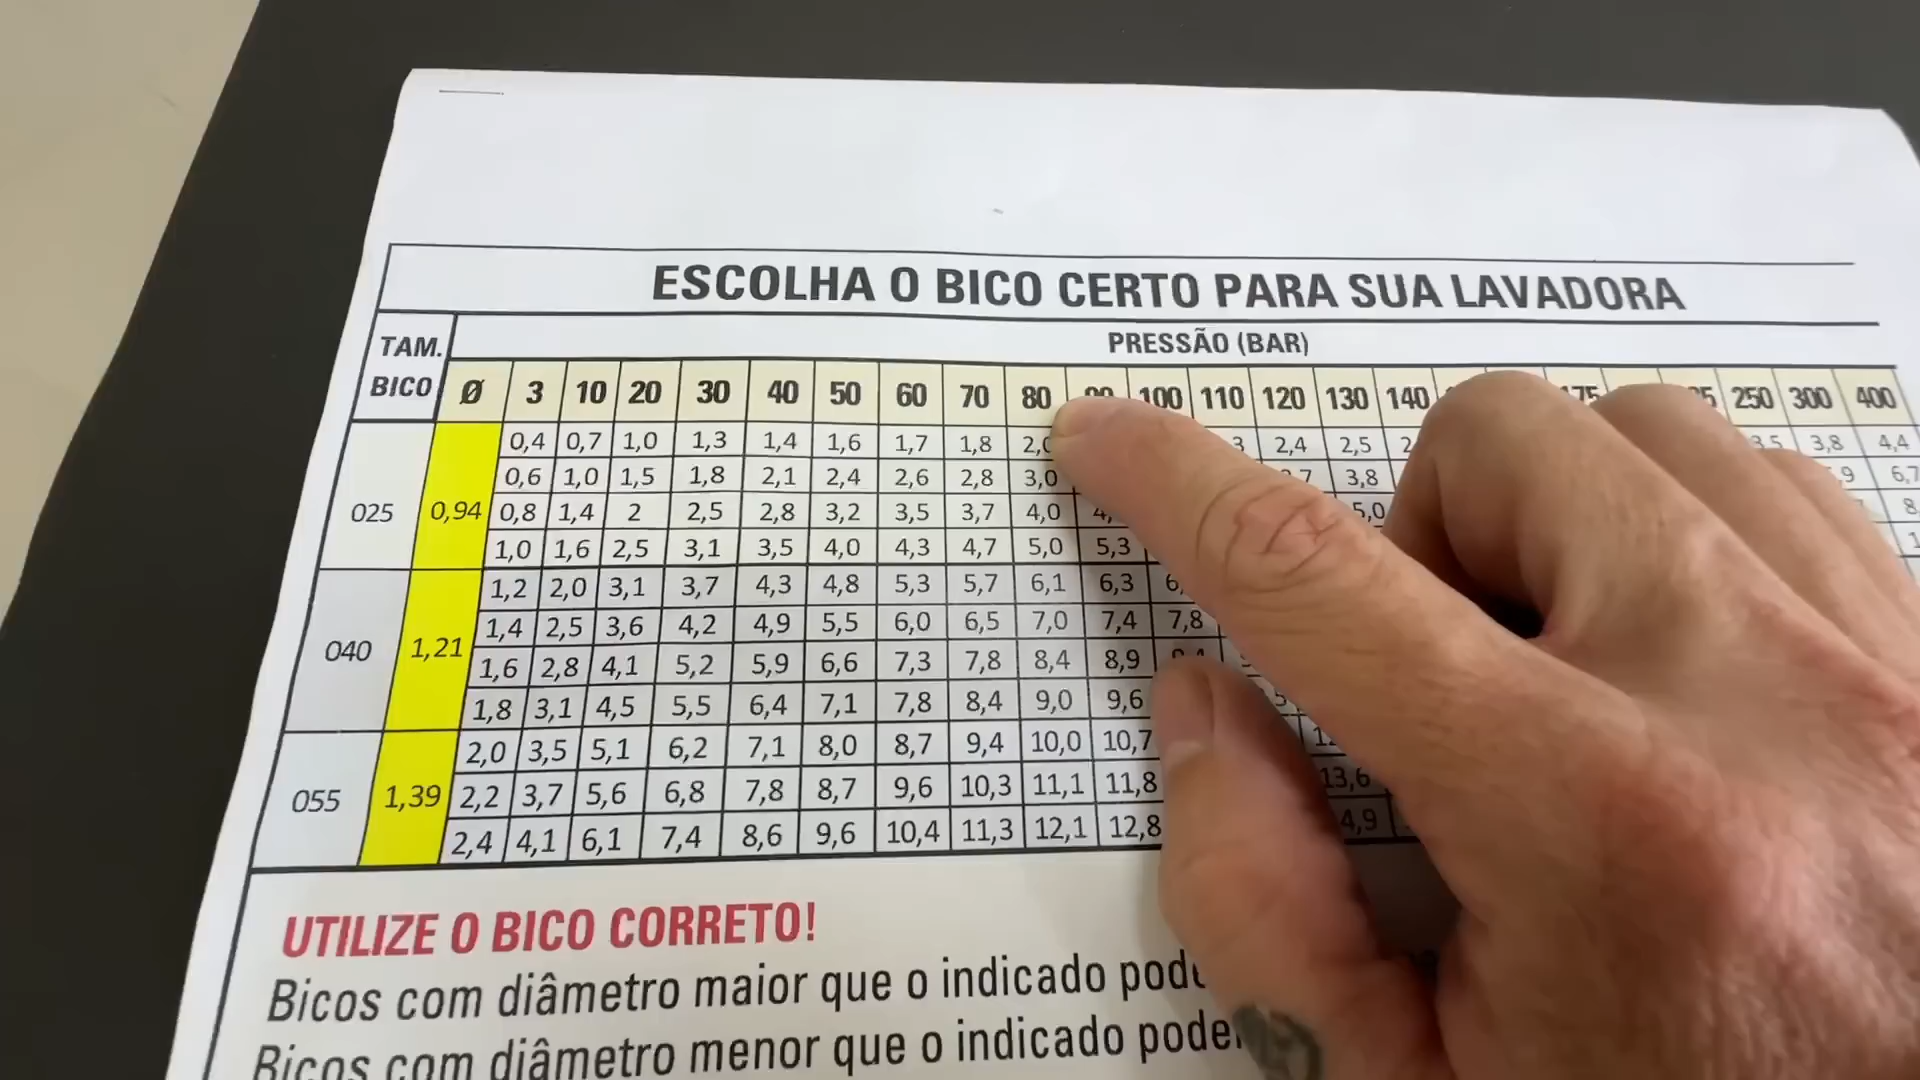 ESCOLHA O BICO CERTO PARA SUA LAVADORA
TAM. BICO
PRESSÃO (BAR)
Ø 3 10 20 30 40 50 60 70 80 90 100 110 120 130 140 250 300 400
025 0,94
0,4 0,7 1,0 1,3 1,4 1,6 1,7 1,8 2,0 2,4 2,5 3,8 4,4
0,6 1,0 1,5 1,8 2,1 2,4 2,6 2,8 3,0 3,8
0,8 1,4 2 2,5 2,8 3,2 3,5 3,7 4,0
1,0 1,6 2,5 3,1 3,5 4,0 4,3 4,7 5,0 5,3
040 1,21
1,2 2,0 3,1 3,7 4,3 4,8 5,3 5,7 6,1 6,3
1,4 2,5 3,6 4,2 4,9 5,5 6,0 6,5 7,0 7,4 7,8
1,6 2,8 4,1 5,2 5,9 6,6 7,3 7,8 8,4 8,9
1,8 3,1 4,5 5,5 6,4 7,1 7,8 8,4 9,0 9,6
055 1,39
2,0 3,5 5,1 6,2 7,1 8,0 8,7 9,4 10,0 10,7
2,2 3,7 5,6 6,8 7,8 8,7 9,6 10,3 11,1 11,8 13,6
2,4 4,1 6,1 7,4 8,6 9,6 10,4 11,3 12,1 12,8
UTILIZE O BICO CORRETO!
Bicos com diâmetro maior que o indicado
Bicos com diâmetro menor que o indicado